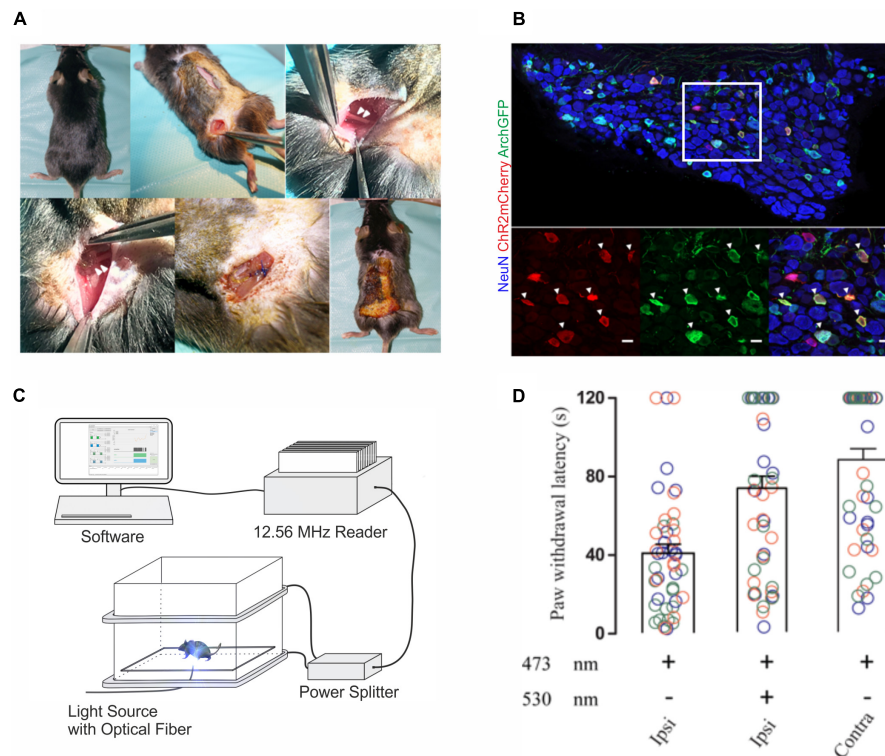 A
B
NeuN ChR2mCherry ArchGFP
C
Software
12.56 MHz Reader
Power Splitter
Light Source
with Optical Fiber
D
Paw withdrawal latency (s)
120
80
40
0
473 nm + + +
530 nm - + -
Ipsi Ipsi Contra